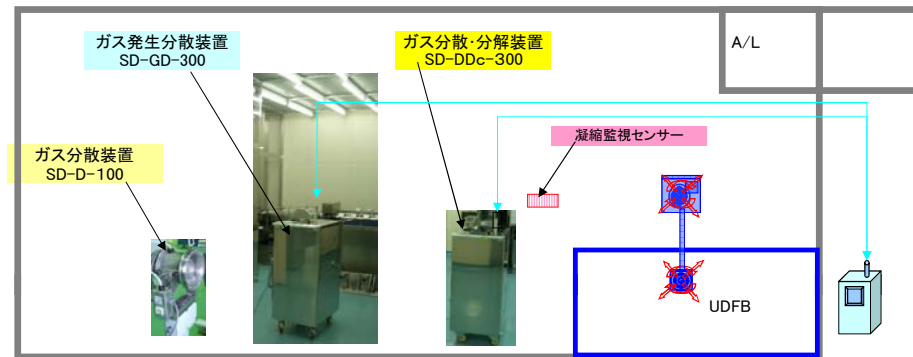 ガス発生分散装置
SD-GD-300
ガス分散・分解装置
SD-DDc-300
A/L
凝縮監視センサー
ガス分散装置
SD-D-100
UDFB